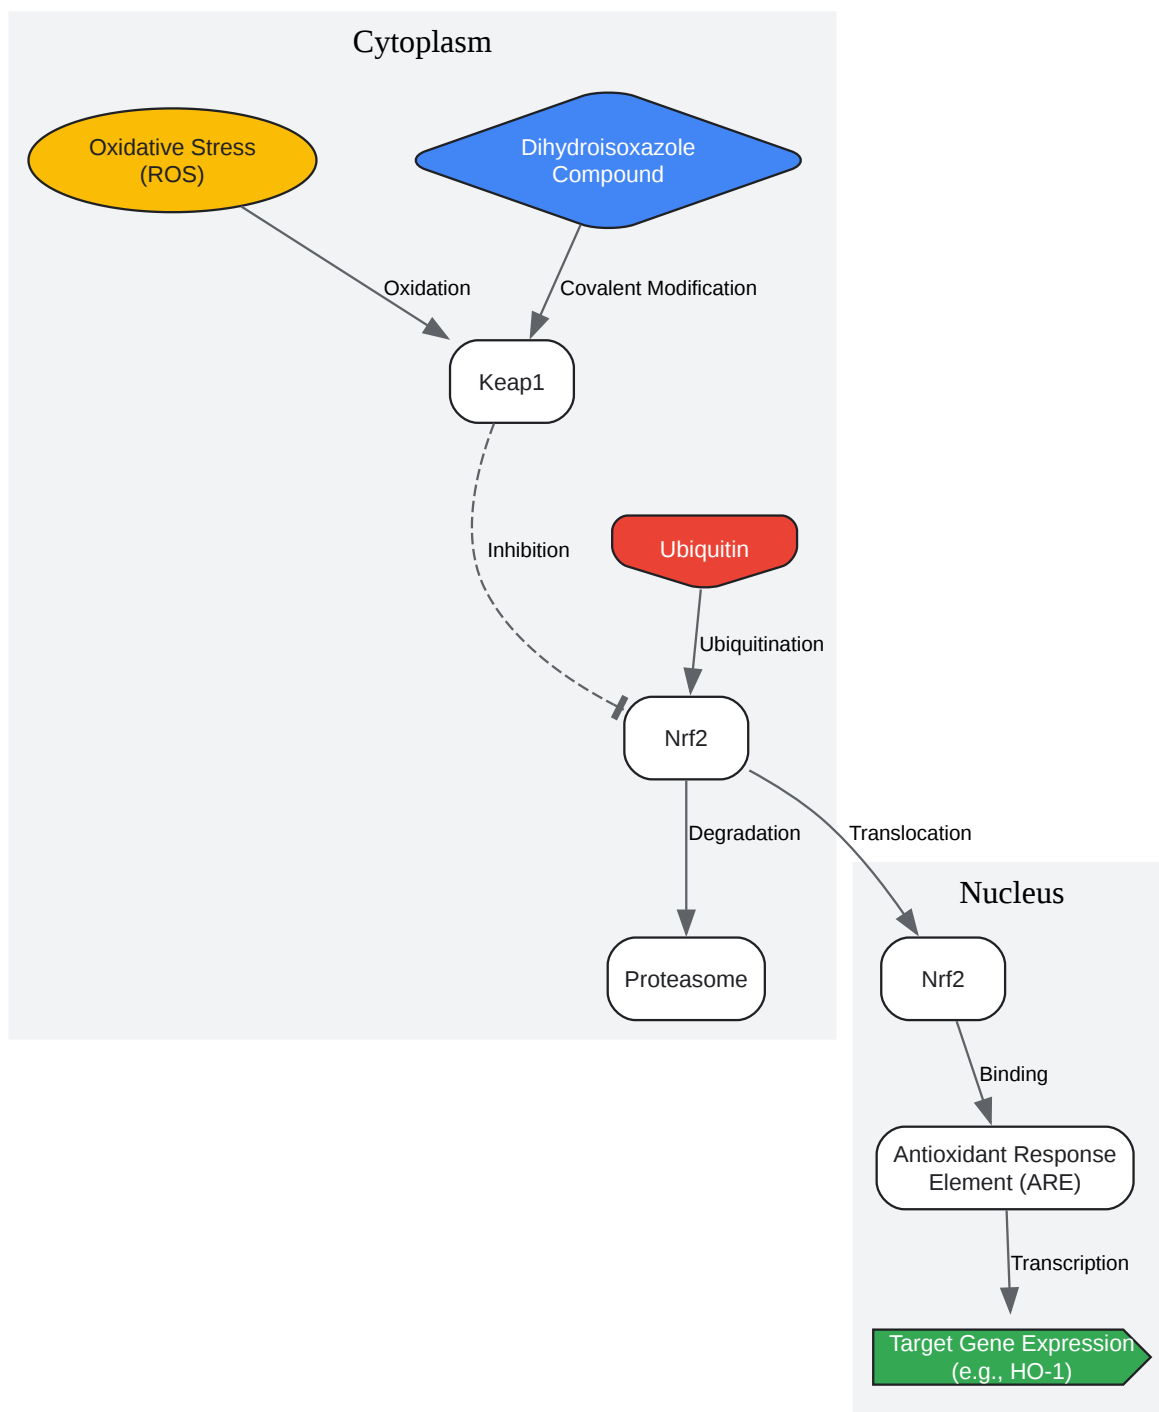 Cytoplasm
Oxidative Stress
(ROS)
Dihydroisoxazole
Compound
Oxidation
Covalent Modification
Keap1
Inhibition
Ubiquitin
Ubiquitination
Nrf2
Degradation
Translocation
Nucleus
Proteasome
Nrf2
Binding
Antioxidant Response
Element (ARE)
Transcription
Target Gene Expression
(e.g., HO-1)